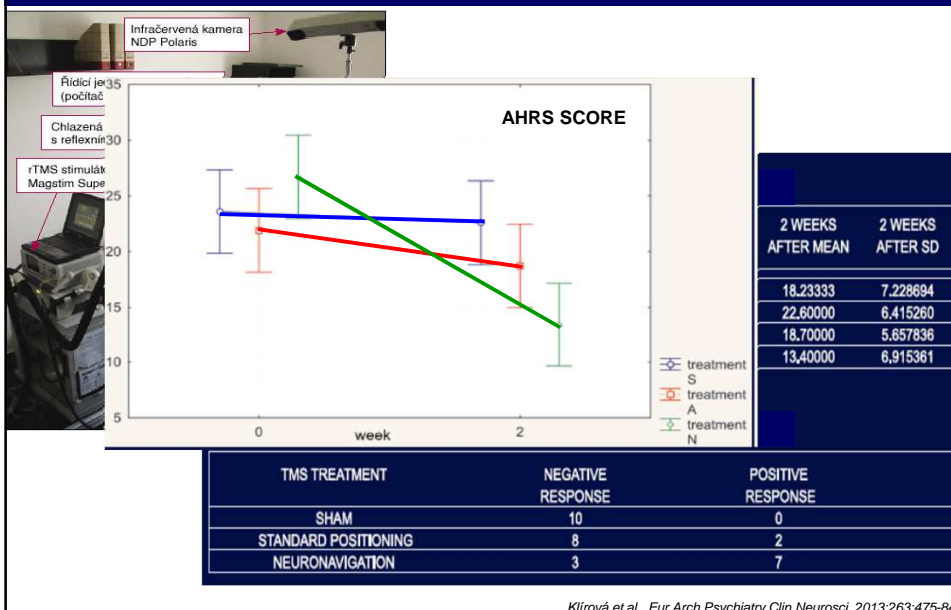 Infračervená kamera
NDP Polaris
Řídící
(počítač
Chlazená
s reflexním
rTMS stimulát
Magstim Supe
AHRS SCORE
35
30
25
20
15
10
5
0
2
week
treatment
S
treatment
A
treatment
N
2 WEEKS 2 WEEKS
AFTER MEAN AFTER SD
18.23333 7.228694
22.60000 6.415260
18.70000 5.657836
13.40000 6,915361
TMS TREATMENT NEGATIVE POSITIVE
RESPONSE RESPONSE
SHAM 10 0
STANDARD POSITIONING 8 2
NEURONAVIGATION 3 7
Klírová et al., Eur Arch Psychiatry Clin Neurosci. 2013;263:475-84